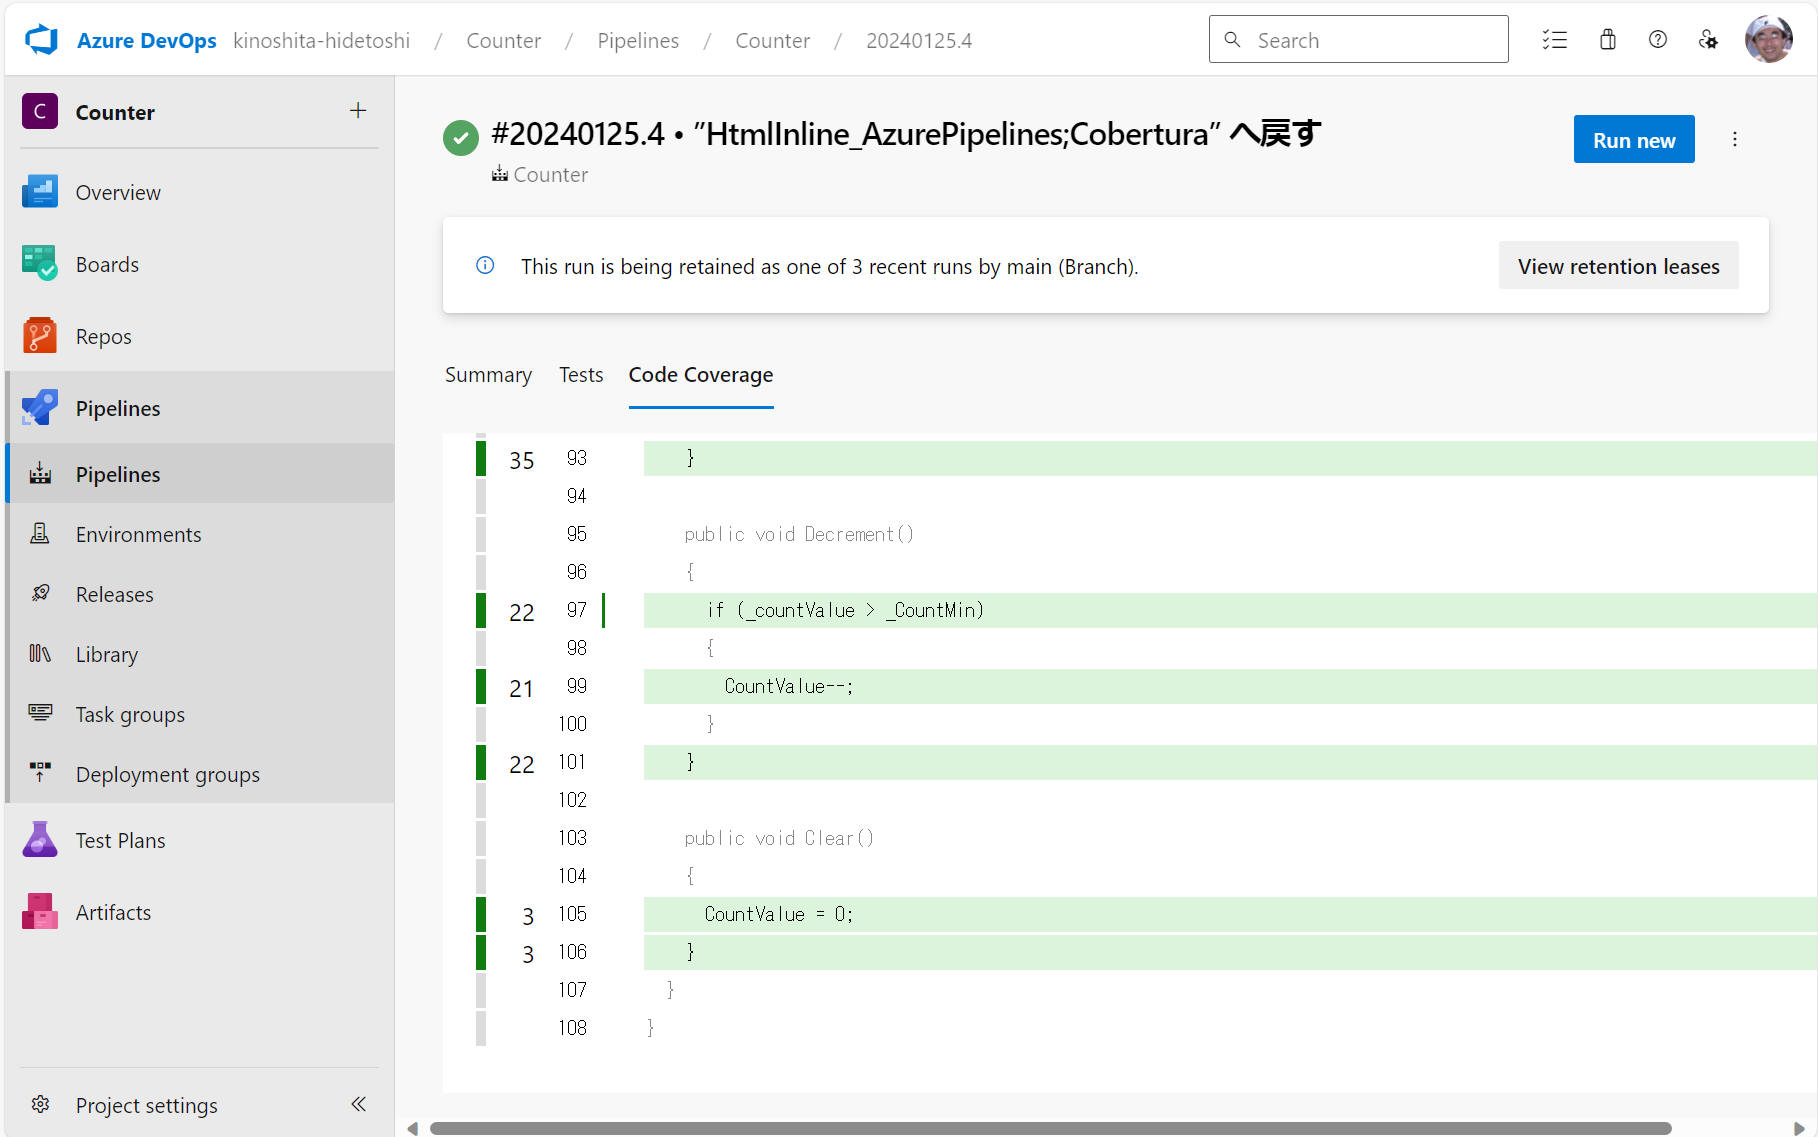 Azure DevOps kinoshita-hidetoshi / Counter / Pipelines / Counter / 20240125.4
Search
C Counter
Overview
Boards
Repos
Pipelines
Pipelines
Environments
Releases
Library
Task groups
Deployment groups
Test Plans
Artifacts
Project settings
#20240125.4 • ”HtmlInline_AzurePipelines;Cobertura” へ戻す
Counter
Run new
This run is being retained as one of 3 recent runs by main (Branch).
View retention leases
Summary Tests Code Coverage
35 93 }
94
95 public void Decrement()
96 {
22 97 if (_countValue > _CountMin)
98 {
21 99 CountValue--;
100 }
22 101 }
102
103 public void Clear()
104 {
3 105 CountValue = 0;
3 106 }
107 }
108 }